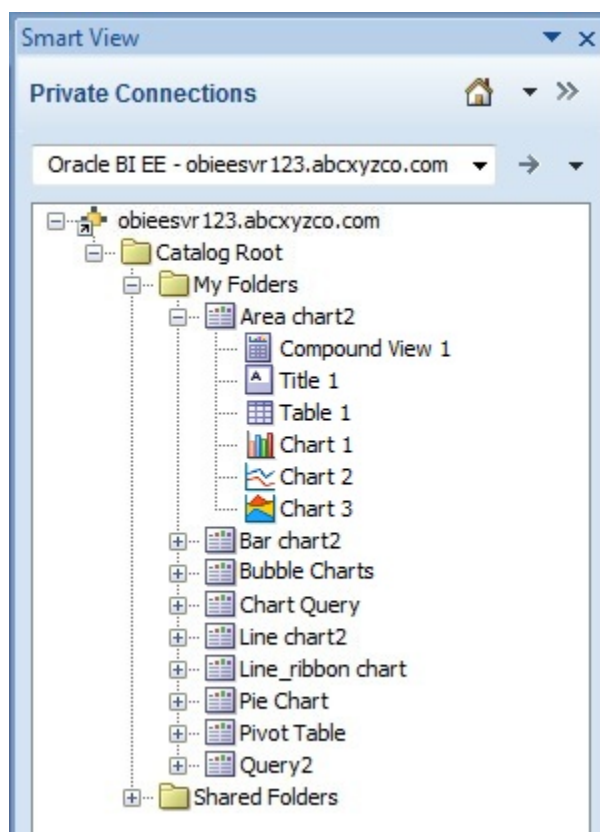 Smart View
Private Connections
Oracle BI EE - obieesvr123.abcxyzco.com
obieesvr123.abcxyzco.com
Catalog Root
My Folders
Area chart2
Compound View 1
A Title 1
Table 1
Chart 1
Chart 2
Chart 3
Bar chart2
Bubble Charts
Chart Query
Line chart2
Line_ribbon chart
Pie Chart
Pivot Table
Query2
Shared Folders